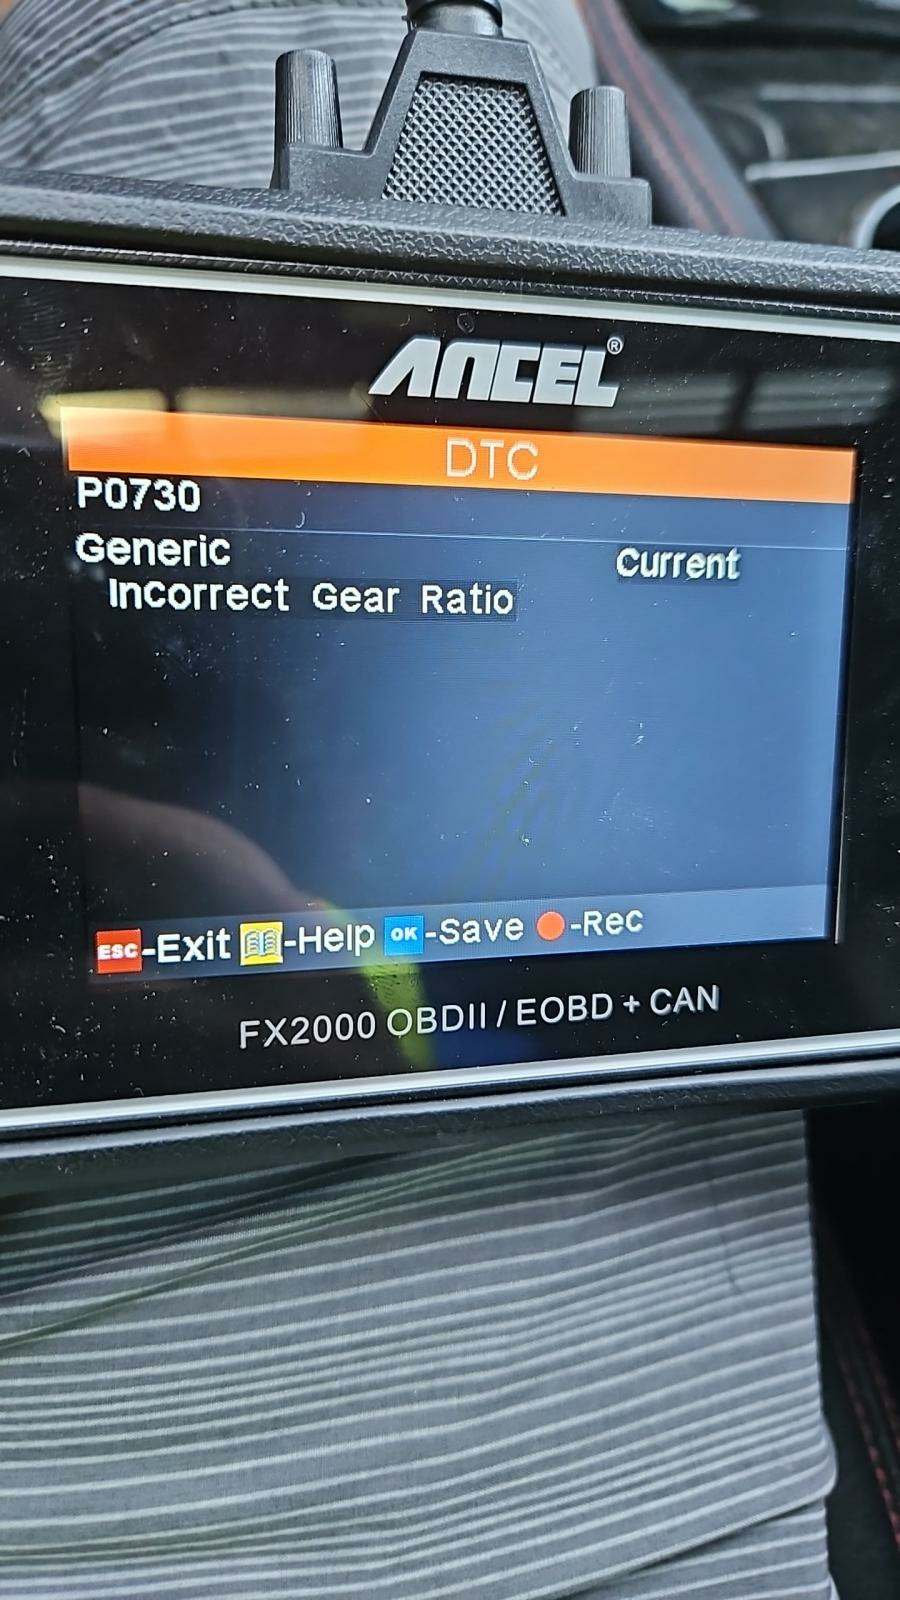 ANCEL®
DTC
P0730
Generic Current
Incorrect Gear Ratio
ESC-Exit -Help OK-Save -Rec
FX2000 OBDII / EOBD + CAN